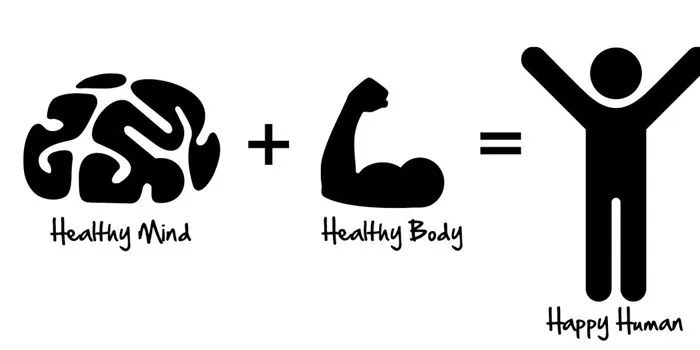 +
=
Healthy Mind
Healthy Body
Happy Human